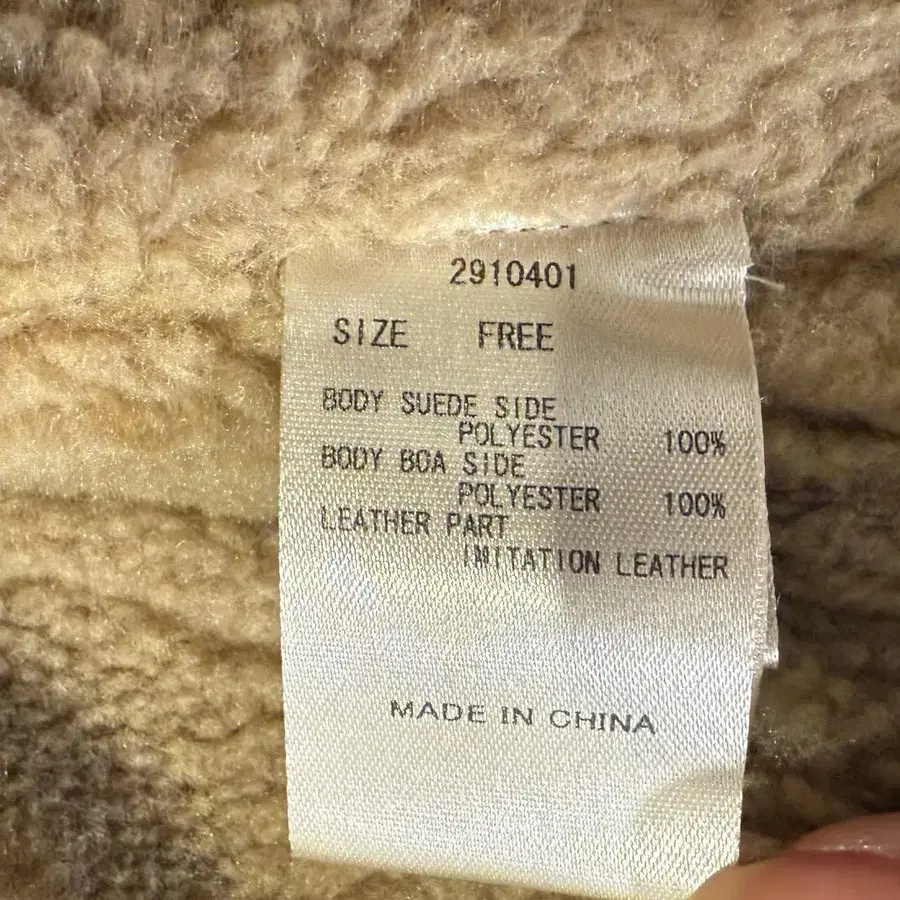 2910401
SIZE FREE
BODY SUEDE SIDE
POLYESTER 100%
BODY BOA SIDE
POLYESTER 100%
LEATHER PART
IMITATION LEATHER
MADE IN CHINA